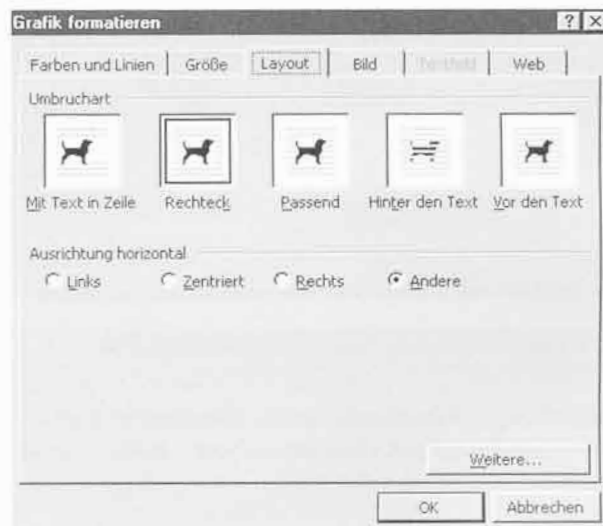 Grafik formatieren ? ×
Farben und Linien Größe Layout Bild Textfeld Web
Umbruchart
Mit Text in Zeile Rechteck Passend Hinter den Text Vor den Text
Ausrichtung horizontal
Links Zentriert Rechts Andere
Weitere...
OK Abbrechen